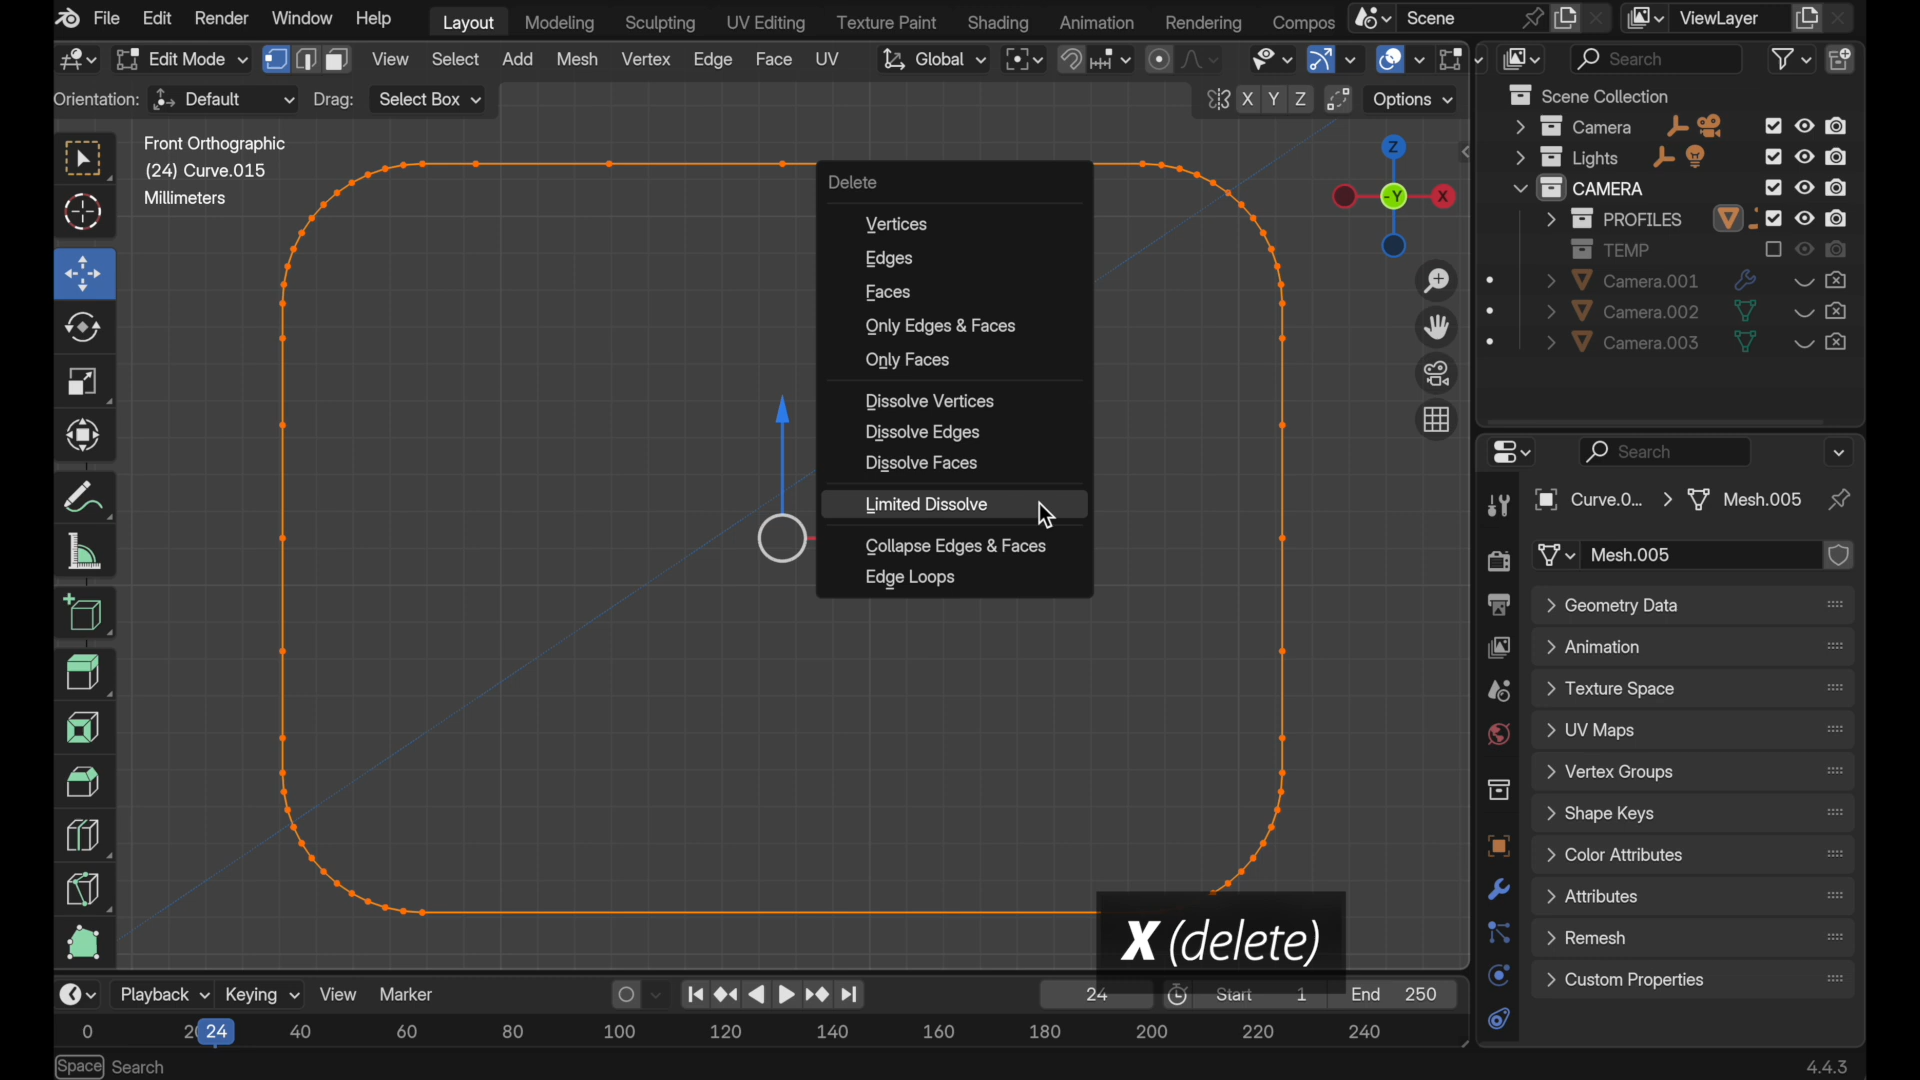 File Edit Render Window Help Layout Modeling Sculpting UV Editing Texture Paint Shading Animation Rendering Compos Scene ViewLayer
Edit Mode View Select Add Mesh Vertex Edge Face UV Global Search
Orientation: Default Drag: Select Box X Y Z Options
Front Orthographic
(24) Curve.015
Millimeters
Z
-Y
X
Delete
Vertices
Edges
Faces
Only Edges & Faces
Only Faces
Dissolve Vertices
Dissolve Edges
Dissolve Faces
Limited Dissolve
Collapse Edges & Faces
Edge Loops
X (delete)
Scene Collection
Camera
Lights
CAMERA
PROFILES
TEMP
Camera.001
Camera.002
Camera.003
Search
Curve.0... Mesh.005
Mesh.005
Geometry Data
Animation
Texture Space
UV Maps
Vertex Groups
Shape Keys
Color Attributes
Attributes
Remesh
Custom Properties
Playback Keying View Marker 24 Start 1 End 250
0 2 24 40 60 80 100 120 140 160 180 200 220 240
Space Search 4.4.3